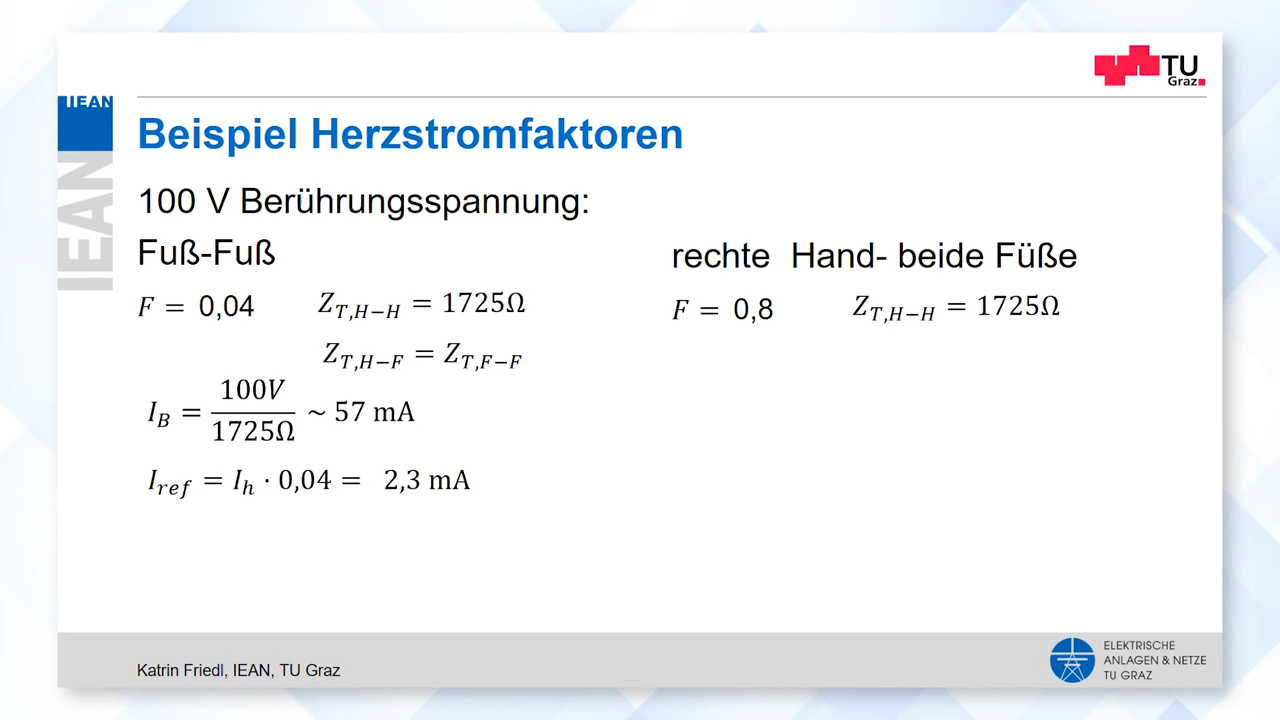 TU
Graz
IEAN
IEAN
Beispiel Herzstromfaktoren
100 V Berührungsspannung:
Fuß-Fuß
F = 0,04 Z_{T,H−H} = 1725Ω
Z_{T,H−F} = Z_{T,F−F}
I_B = \frac{100V}{1725Ω} ~ 57 mA
I_{ref} = I_h · 0,04 = 2,3 mA
rechte Hand- beide Füße
F = 0,8 Z_{T,H−H} = 1725Ω
Katrin Friedl, IEAN, TU Graz
ELEKTRISCHE
ANLAGEN & NETZE
TU GRAZ